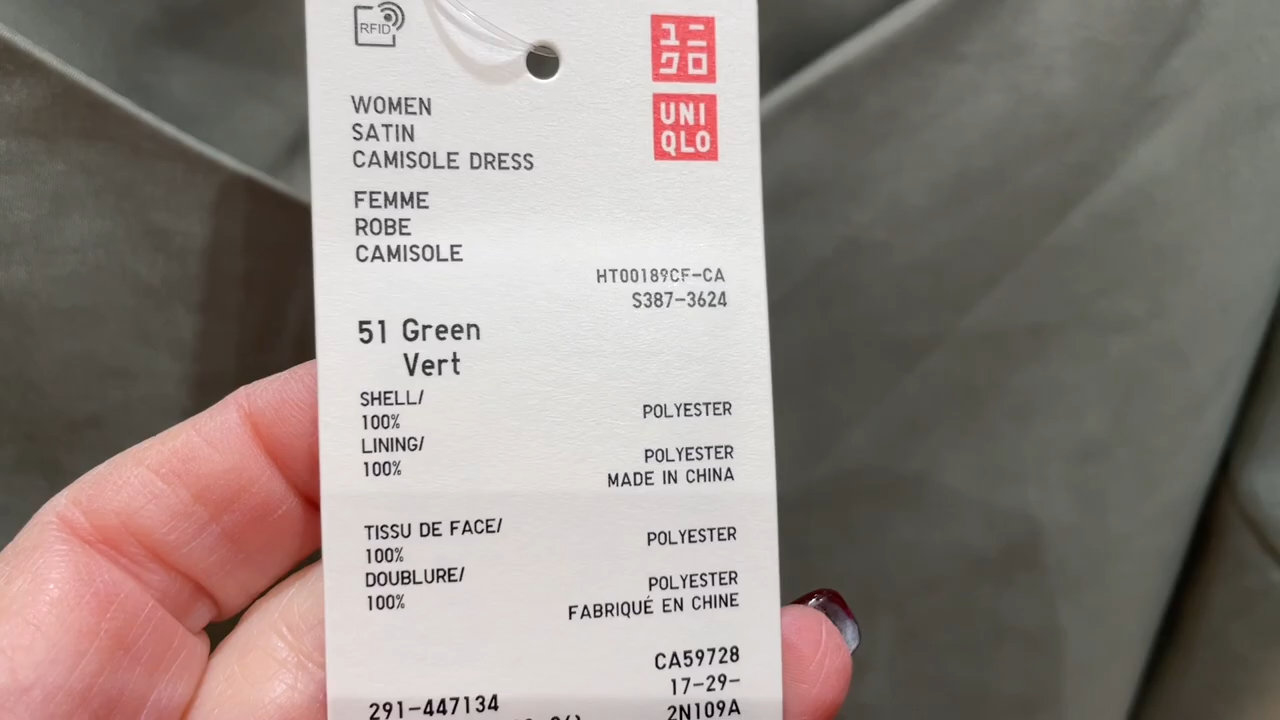 RFID
ユニ
クロ
UNI
QLO
WOMEN
SATIN
CAMISOLE DRESS
FEMME
ROBE
CAMISOLE
HT00189CF-CA
S387-3624
51 Green
Vert
SHELL/
100% POLYESTER
LINING/
100% POLYESTER
MADE IN CHINA
TISSU DE FACE/
100% POLYESTER
DOUBLURE/
100% POLYESTER
FABRIQUÉ EN CHINE
CA59728
17-29-
291-447134 2N109A